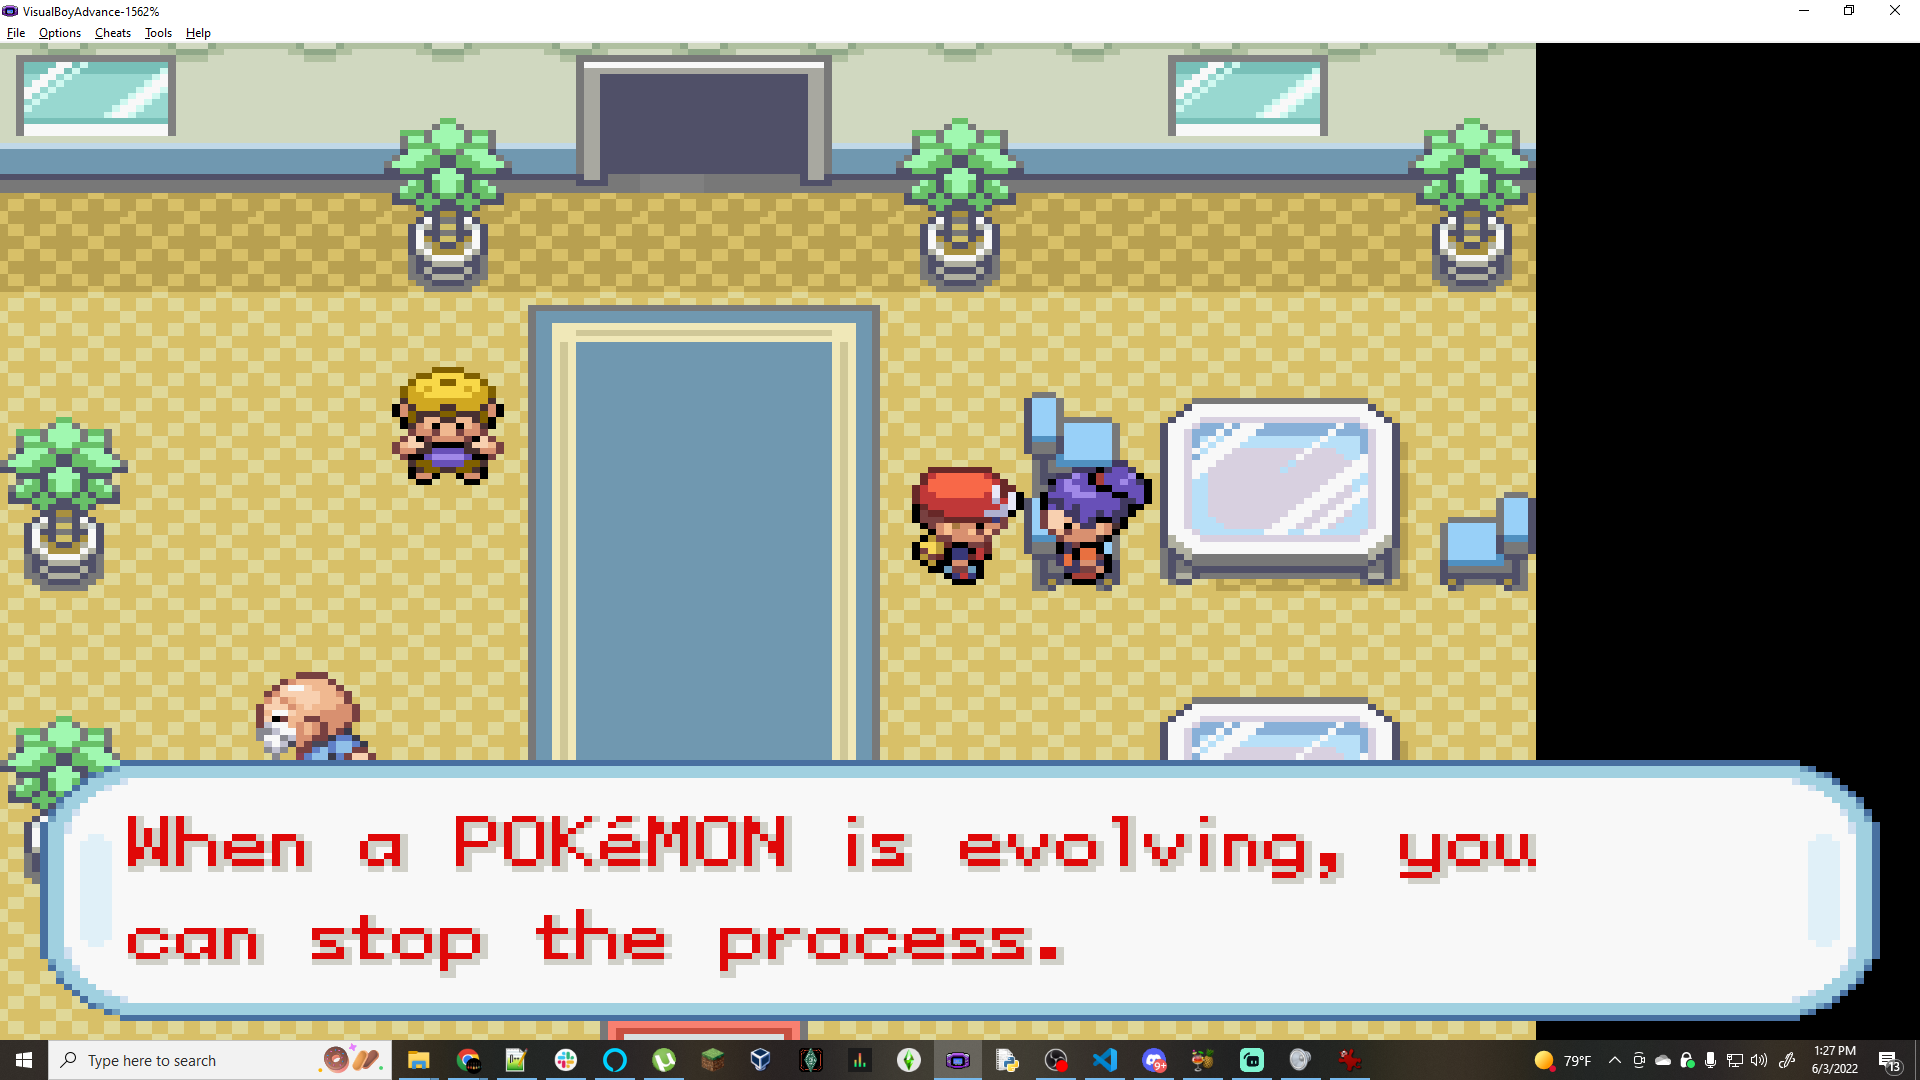 VisualBoyAdvance-1562%
File Options Cheats Tools Help
When a POKéMON is evolving, you
can stop the process.
Type here to search
9+
79°F
1:27 PM
6/3/2022
13